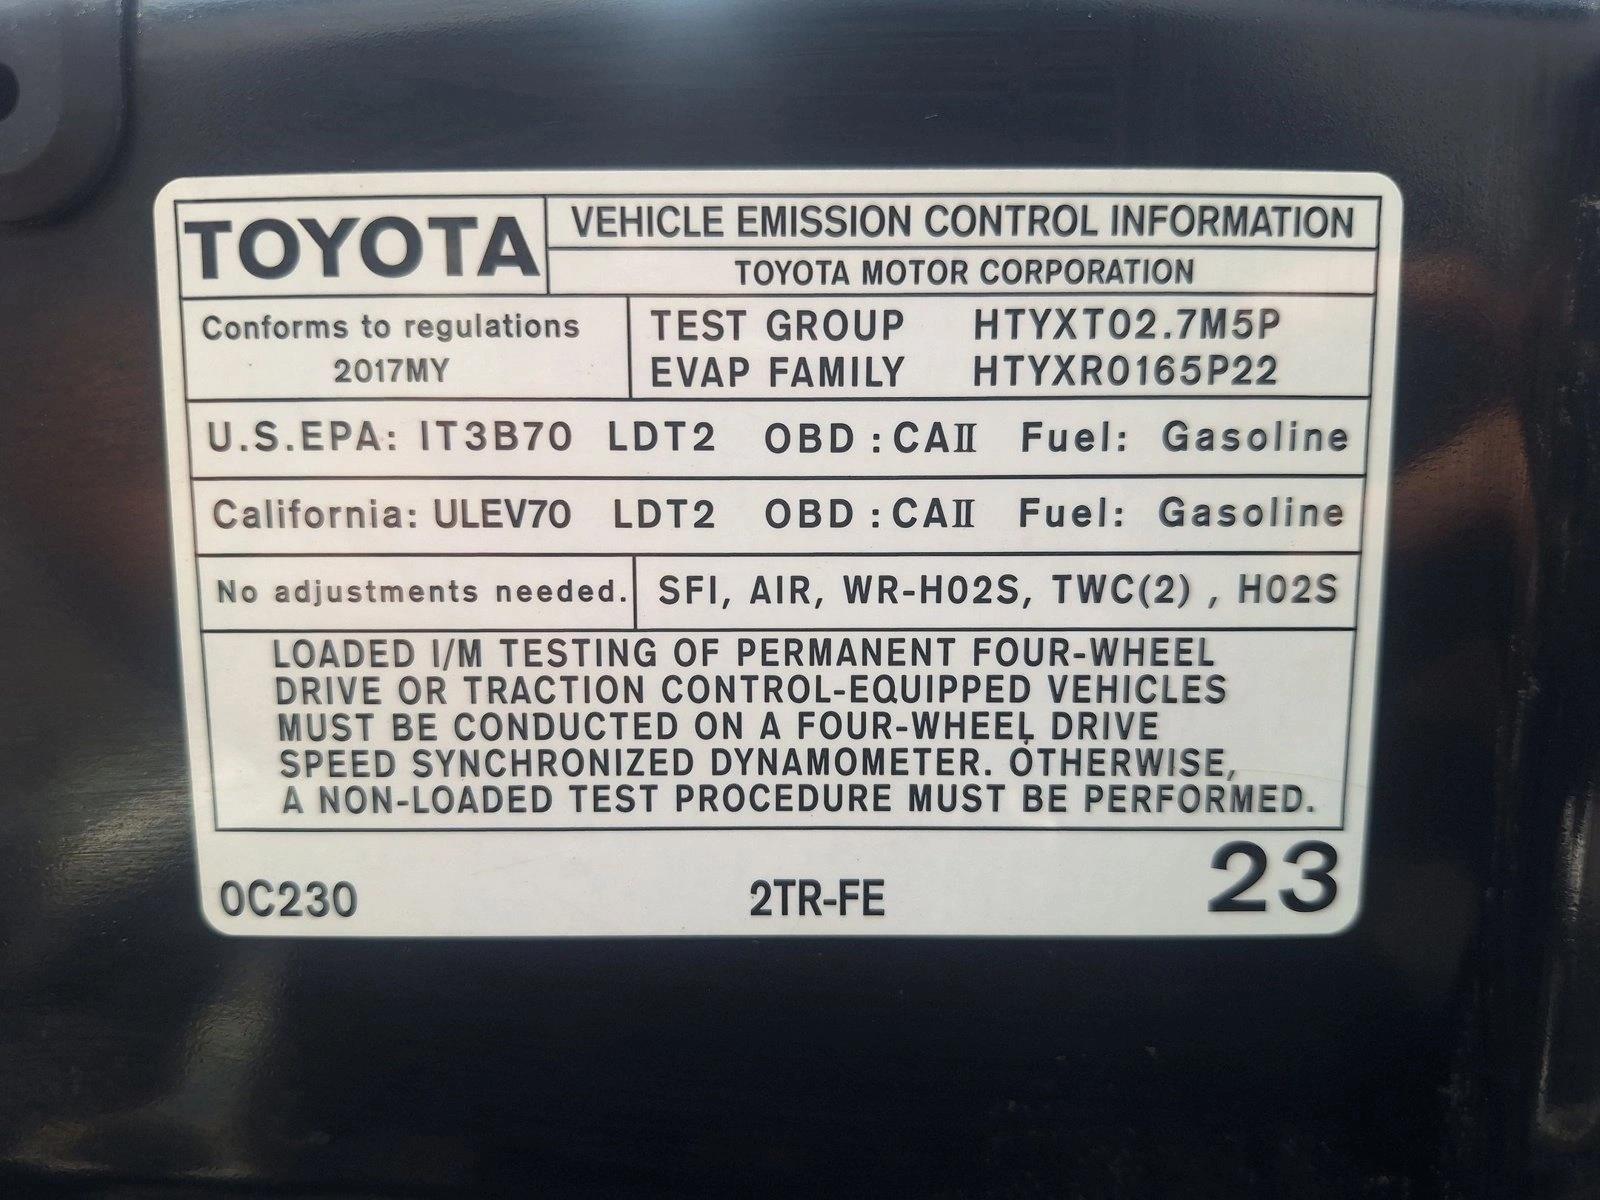 TOYOTA
VEHICLE EMISSION CONTROL INFORMATION
TOYOTA MOTOR CORPORATION
Conforms to regulations
2017MY
TEST GROUP HTYXT02.7M5P
EVAP FAMILY HTYXR0165P22
U.S.EPA: IT3B70 LDT2 OBD : CAⅡ Fuel: Gasoline
California: ULEV70 LDT2 OBD : CAⅡ Fuel: Gasoline
No adjustments needed.
SFI, AIR, WR-HO2S, TWC(2) , HO2S
LOADED I/M TESTING OF PERMANENT FOUR-WHEEL
DRIVE OR TRACTION CONTROL-EQUIPPED VEHICLES
MUST BE CONDUCTED ON A FOUR-WHEEL DRIVE
SPEED SYNCHRONIZED DYNAMOMETER. OTHERWISE,
A NON-LOADED TEST PROCEDURE MUST BE PERFORMED.
0C230 2TR-FE 23